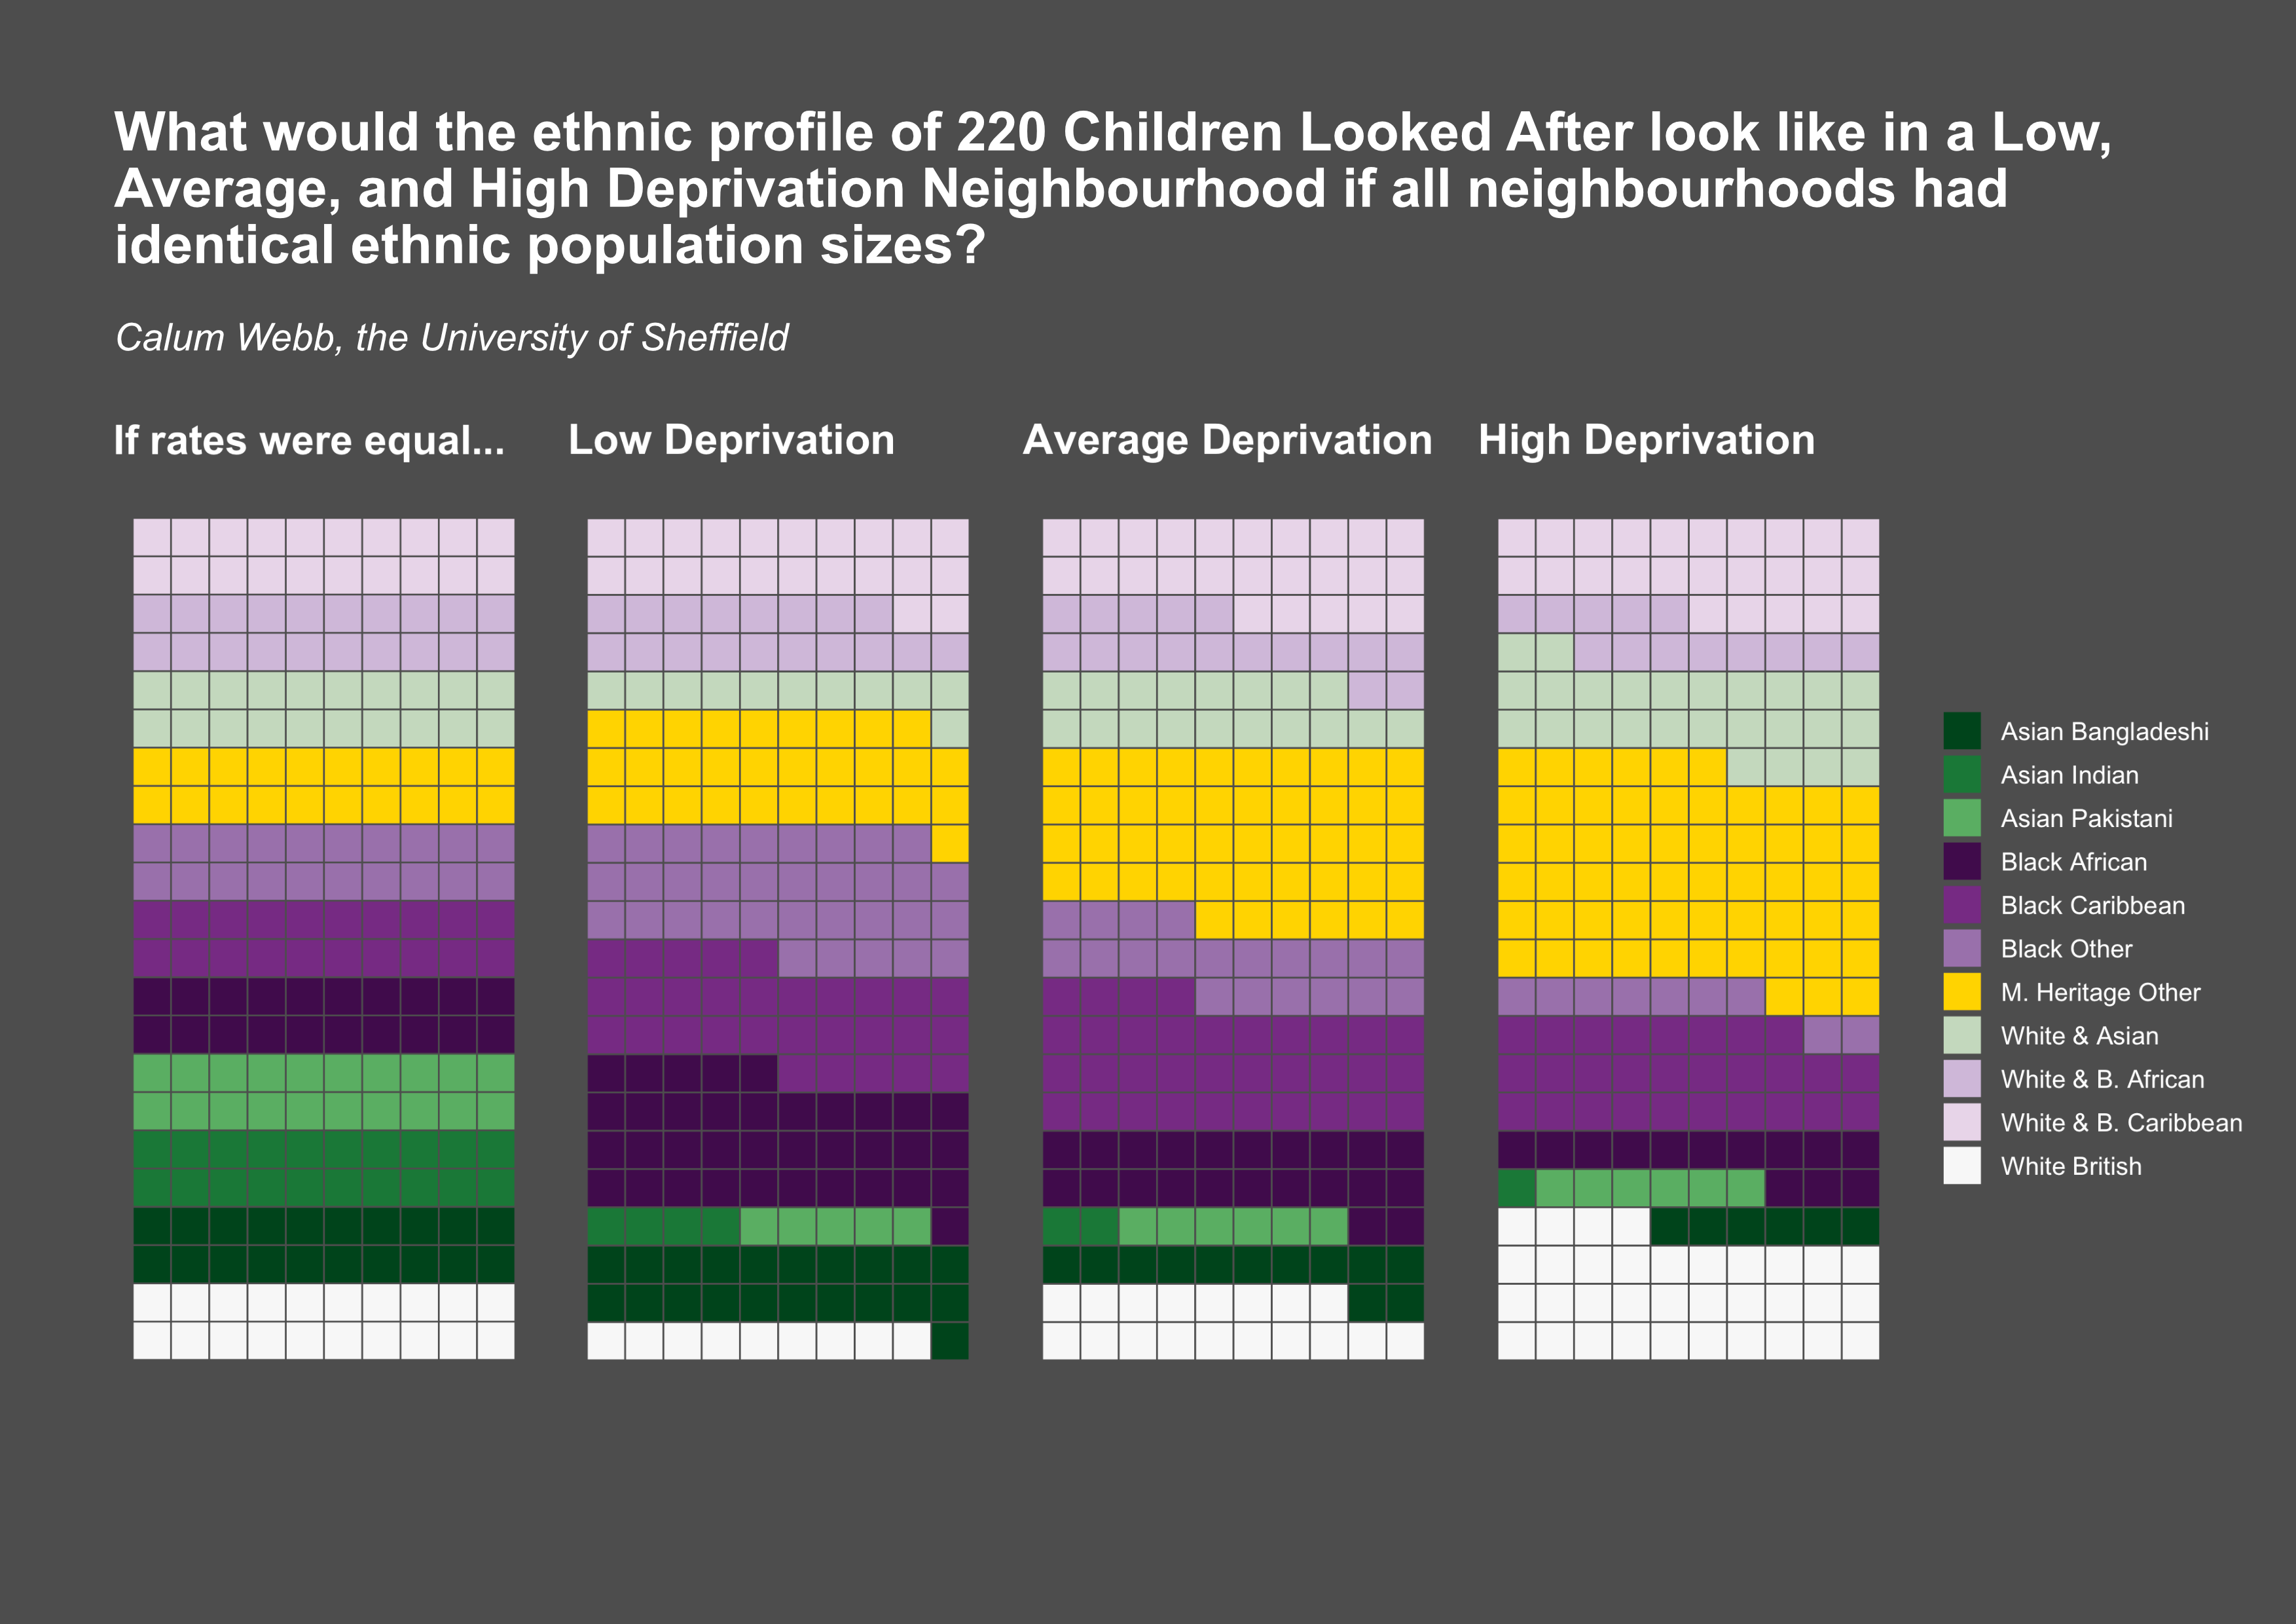 What would the ethnic profile of 220 Children Looked After look like in a Low,
Average, and High Deprivation Neighbourhood if all neighbourhoods had
identical ethnic population sizes?
Calum Webb, the University of Sheffield
If rates were equal...
Low Deprivation
Average Deprivation
High Deprivation
Asian Bangladeshi
Asian Indian
Asian Pakistani
Black African
Black Caribbean
Black Other
M. Heritage Other
White & Asian
White & B. African
White & B. Caribbean
White British